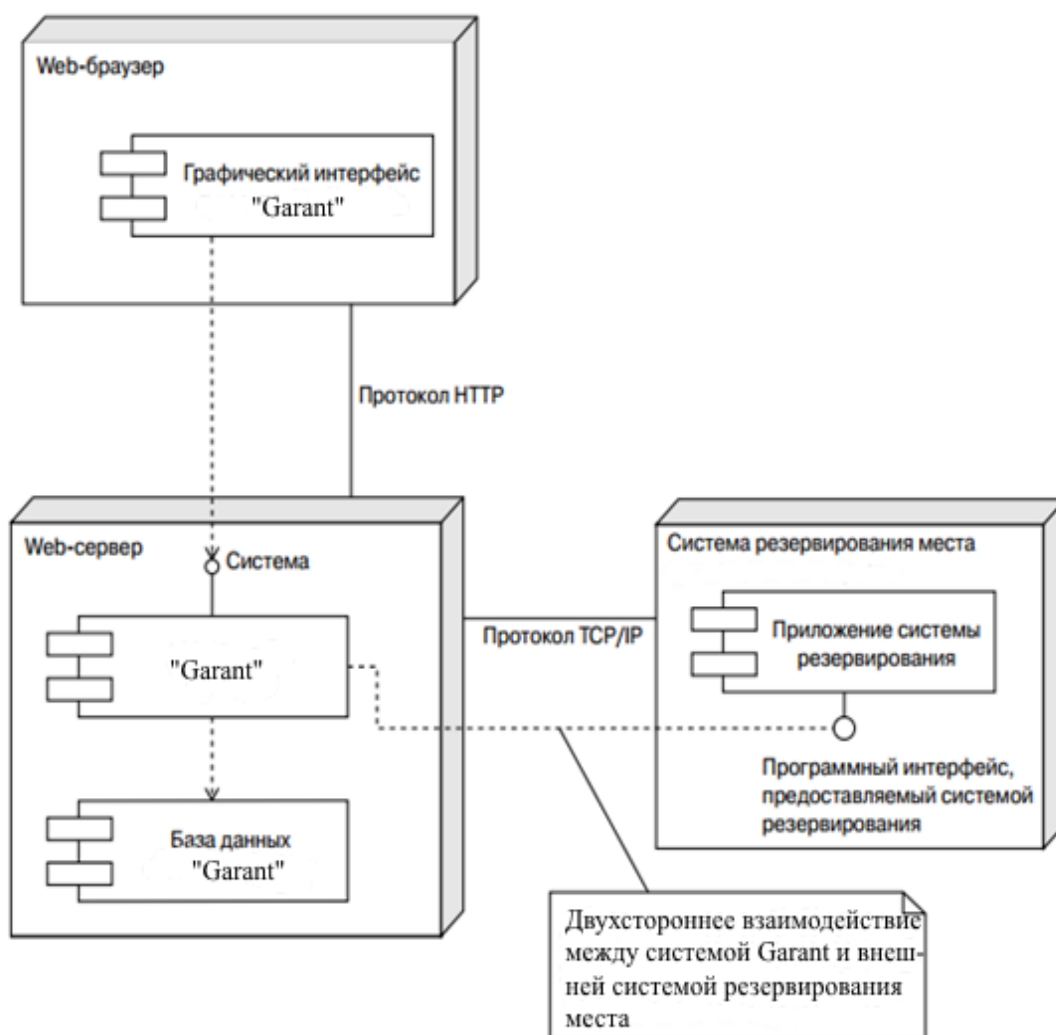 Web-браузер
Графический интерфейс
"Garant"
Протокол HTTP
Web-сервер
Система
"Garant"
База данных
"Garant"
Протокол TCP/IP
Система резервирования места
Приложение системы
резервирования
Программный интерфейс,
предоставляемый системой
резервирования
Двухстороннее взаимодействие
между системой Garant и внеш-
ней системой резервирования
места